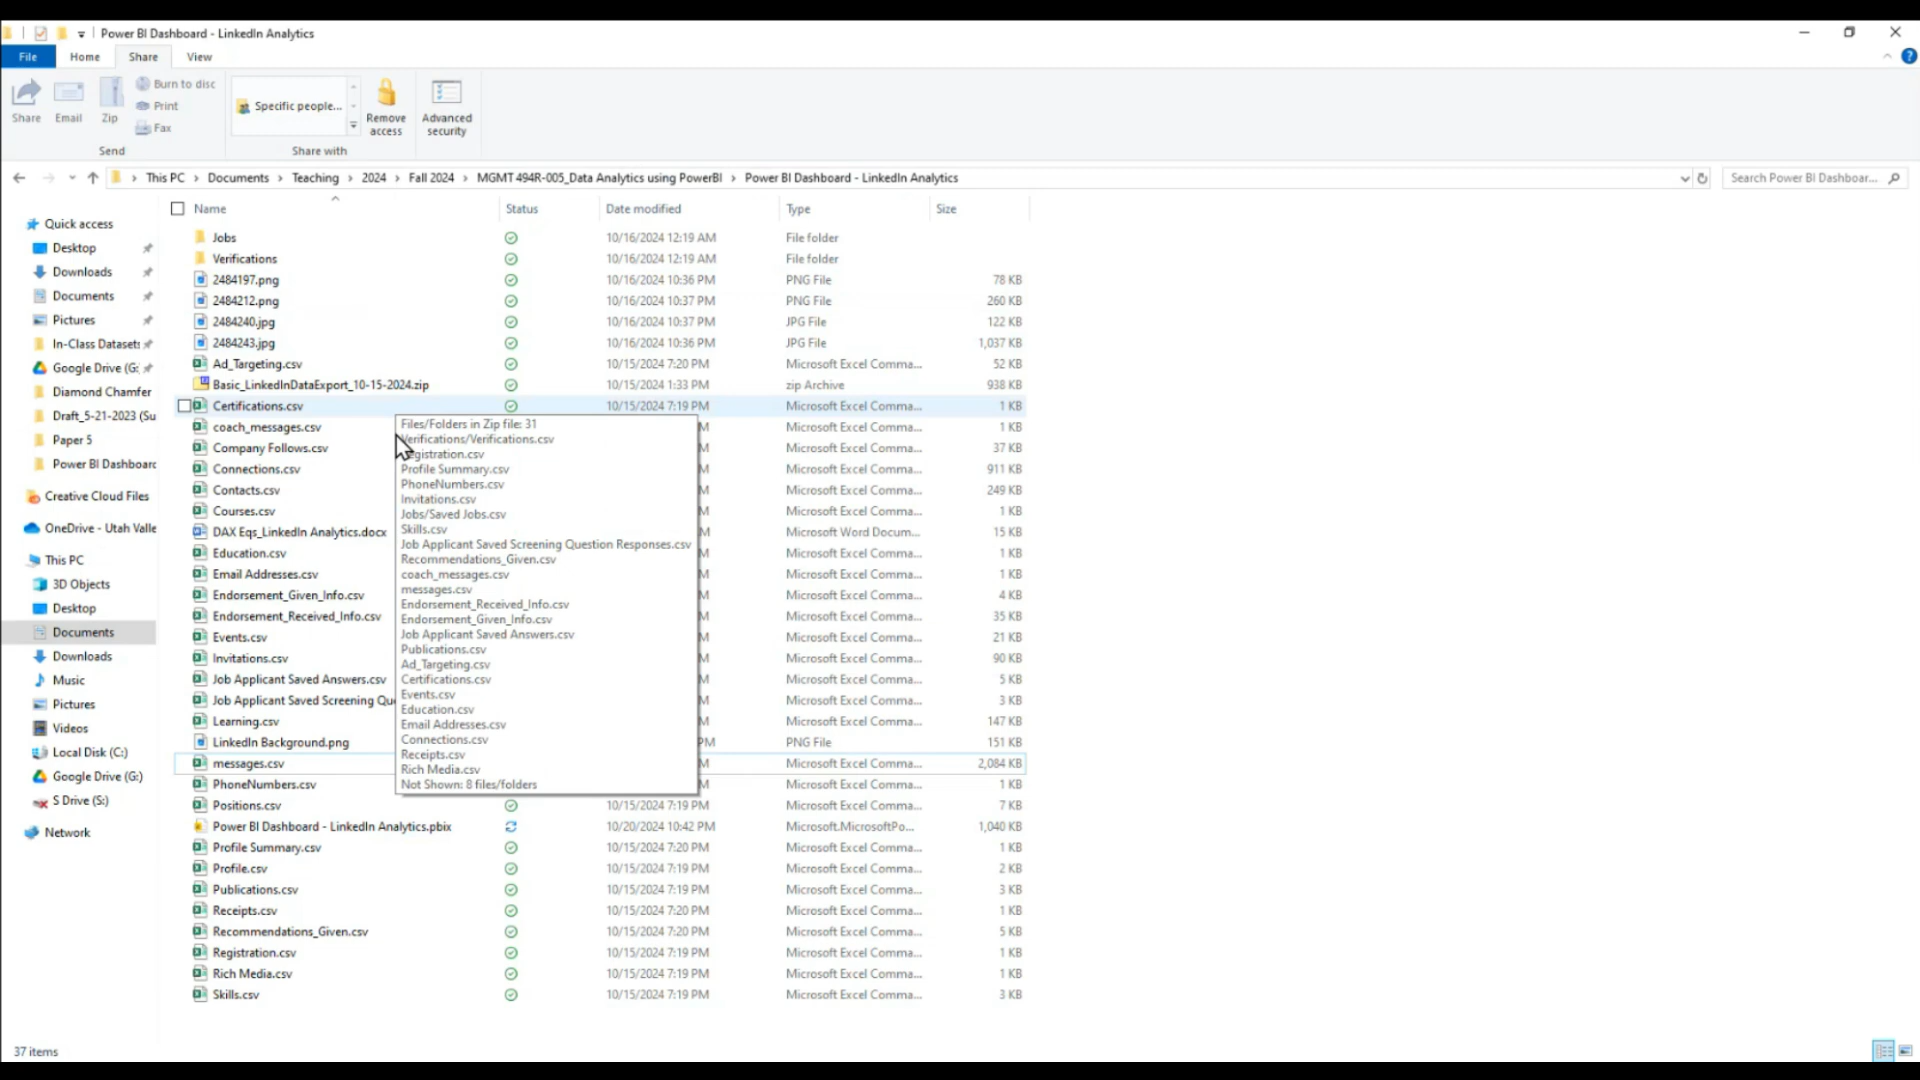 Power BI Dashboard - LinkedIn Analytics
File Home Share View
Share Email Zip Burn to disc Print Fax Specific people... Remove access Advanced security
Send Share with
This PC > Documents > Teaching > 2024 > Fall 2024 > MGMT 494R-005_Data Analytics using PowerBI > Power BI Dashboard - LinkedIn Analytics
Search Power BI Dashboar...
Quick access
Desktop
Downloads
Documents
Pictures
In-Class Datasets
Google Drive (G:
Diamond Chamfer
Draft_5-21-2023 (Su
Paper 5
Power BI Dashboard
Creative Cloud Files
OneDrive - Utah Valle
This PC
3D Objects
Desktop
Documents
Downloads
Music
Pictures
Videos
Local Disk (C:)
Google Drive (G:)
S Drive (S:)
Network
Name Status Date modified Type Size
Jobs 10/16/2024 12:19 AM File folder
Verifications 10/16/2024 12:19 AM File folder
2484197.png 10/16/2024 10:36 PM PNG File 78 KB
2484212.png 10/16/2024 10:37 PM PNG File 260 KB
2484240.jpg 10/16/2024 10:37 PM JPG File 122 KB
2484243.jpg 10/16/2024 10:36 PM JPG File 1,037 KB
Ad_Targeting.csv 10/15/2024 7:20 PM Microsoft Excel Comma... 52 KB
Basic_LinkedInDataExport_10-15-2024.zip 10/15/2024 1:33 PM zip Archive 938 KB
Certifications.csv 10/15/2024 7:19 PM Microsoft Excel Comma... 1 KB
coach_messages.csv M Microsoft Excel Comma... 1 KB
Company Follows.csv M Microsoft Excel Comma... 37 KB
Connections.csv M Microsoft Excel Comma... 911 KB
Contacts.csv M Microsoft Excel Comma... 249 KB
Courses.csv M Microsoft Excel Comma... 1 KB
DAX Eqs_LinkedIn Analytics.docx M Microsoft Word Docum... 15 KB
Education.csv M Microsoft Excel Comma... 1 KB
Email Addresses.csv M Microsoft Excel Comma... 1 KB
Endorsement_Given_Info.csv M Microsoft Excel Comma... 4 KB
Endorsement_Received_Info.csv M Microsoft Excel Comma... 35 KB
Events.csv M Microsoft Excel Comma... 21 KB
Invitations.csv M Microsoft Excel Comma... 90 KB
Job Applicant Saved Answers.csv M Microsoft Excel Comma... 5 KB
Job Applicant Saved Screening Qu M Microsoft Excel Comma... 3 KB
Learning.csv M Microsoft Excel Comma... 147 KB
LinkedIn Background.png PM PNG File 151 KB
messages.csv M Microsoft Excel Comma... 2,084 KB
PhoneNumbers.csv M Microsoft Excel Comma... 1 KB
Positions.csv 10/15/2024 7:19 PM Microsoft Excel Comma... 7 KB
Power BI Dashboard - LinkedIn Analytics.pbix 10/20/2024 10:42 PM Microsoft.MicrosoftPo... 1,040 KB
Profile Summary.csv 10/15/2024 7:20 PM Microsoft Excel Comma... 1 KB
Profile.csv 10/15/2024 7:19 PM Microsoft Excel Comma... 2 KB
Publications.csv 10/15/2024 7:19 PM Microsoft Excel Comma... 3 KB
Receipts.csv 10/15/2024 7:20 PM Microsoft Excel Comma... 1 KB
Recommendations_Given.csv 10/15/2024 7:20 PM Microsoft Excel Comma... 5 KB
Registration.csv 10/15/2024 7:19 PM Microsoft Excel Comma... 1 KB
Rich Media.csv 10/15/2024 7:19 PM Microsoft Excel Comma... 1 KB
Skills.csv 10/15/2024 7:19 PM Microsoft Excel Comma... 3 KB
Files/Folders in Zip file: 31
Verifications/Verifications.csv
Registration.csv
Profile Summary.csv
PhoneNumbers.csv
Invitations.csv
Jobs/Saved Jobs.csv
Skills.csv
Job Applicant Saved Screening Question Responses.csv
Recommendations_Given.csv
coach_messages.csv
messages.csv
Endorsement_Received_Info.csv
Endorsement_Given_Info.csv
Job Applicant Saved Answers.csv
Publications.csv
Ad_Targeting.csv
Certifications.csv
Events.csv
Education.csv
Email Addresses.csv
Connections.csv
Receipts.csv
Rich Media.csv
Not Shown: 8 files/folders
37 items